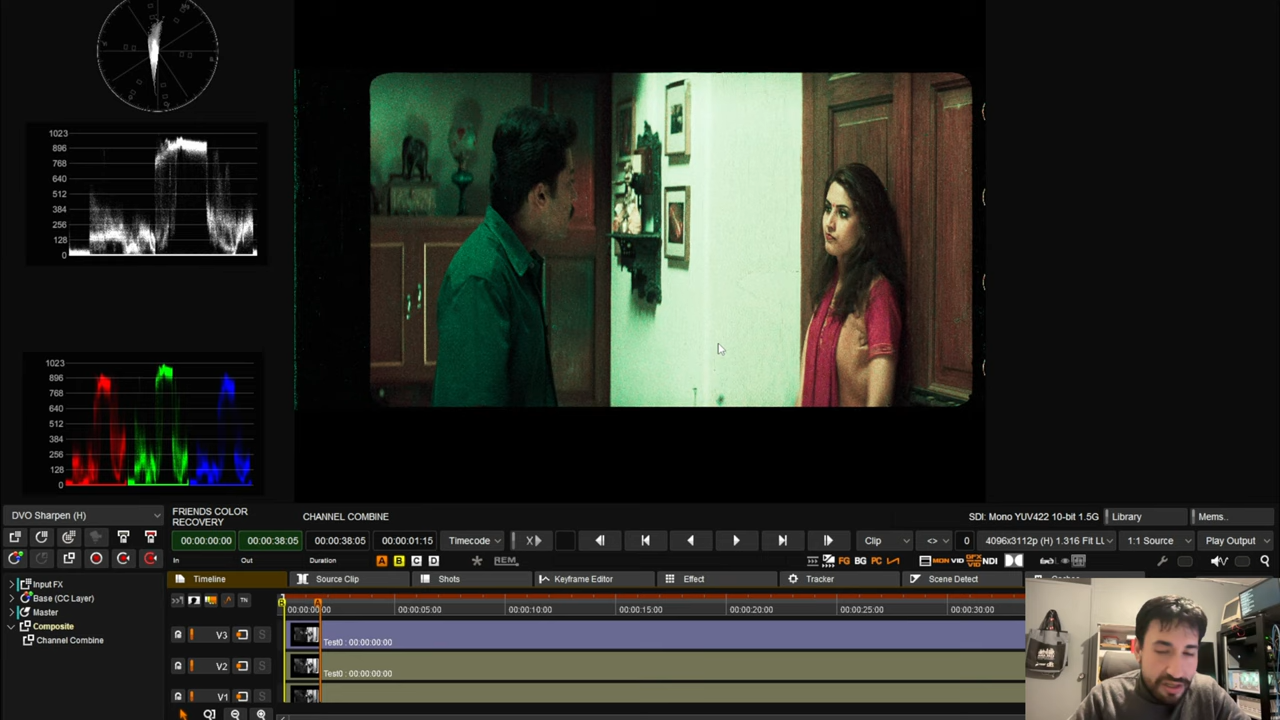 1023
896
768
640
512
384
256
128
0
1023
896
768
640
512
384
256
128
0
DVO Sharpen (H)
FRIENDS COLOR
RECOVERY
CHANNEL COMBINE
SDI: Mono YUV422 10-bit 1.5G
Library
Mems..
00:00:00:00
00:00:38:05
00:00:38:05
00:00:01:15
Timecode
Clip
0
4096x3112p (H) 1.316 Fit Lu
1:1 Source
Play Output
In
Out
Duration
A B C D
REM
FG BG PC
MON VID
GFX VID
NDI
Timeline
Source Clip
Shots
Keyframe Editor
Effect
Tracker
Scene Detect
Input FX
Base (CC Layer)
Master
Composite
Channel Combine
TN
00:00:00:00
00:00:05:00
00:00:10:00
00:00:15:00
00:00:20:00
00:00:25:00
00:00:30:00
V3
S
Test0 : 00:00:00:00
V2
S
Test0 : 00:00:00:00
V1
S